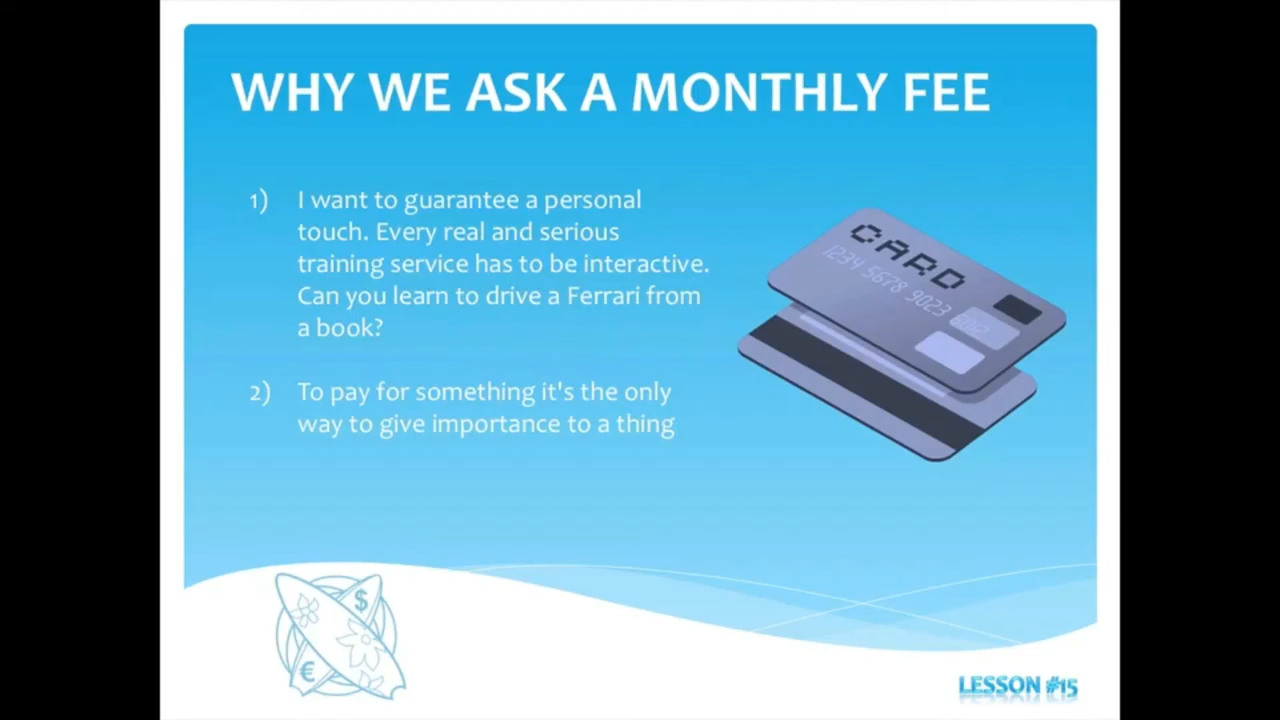 WHY WE ASK A MONTHLY FEE
1) I want to guarantee a personal
touch. Every real and serious
training service has to be interactive.
Can you learn to drive a Ferrari from
a book?
2) To pay for something it's the only
way to give importance to a thing
CARD
1234 5678 9023 6012
$
€
LESSON #15